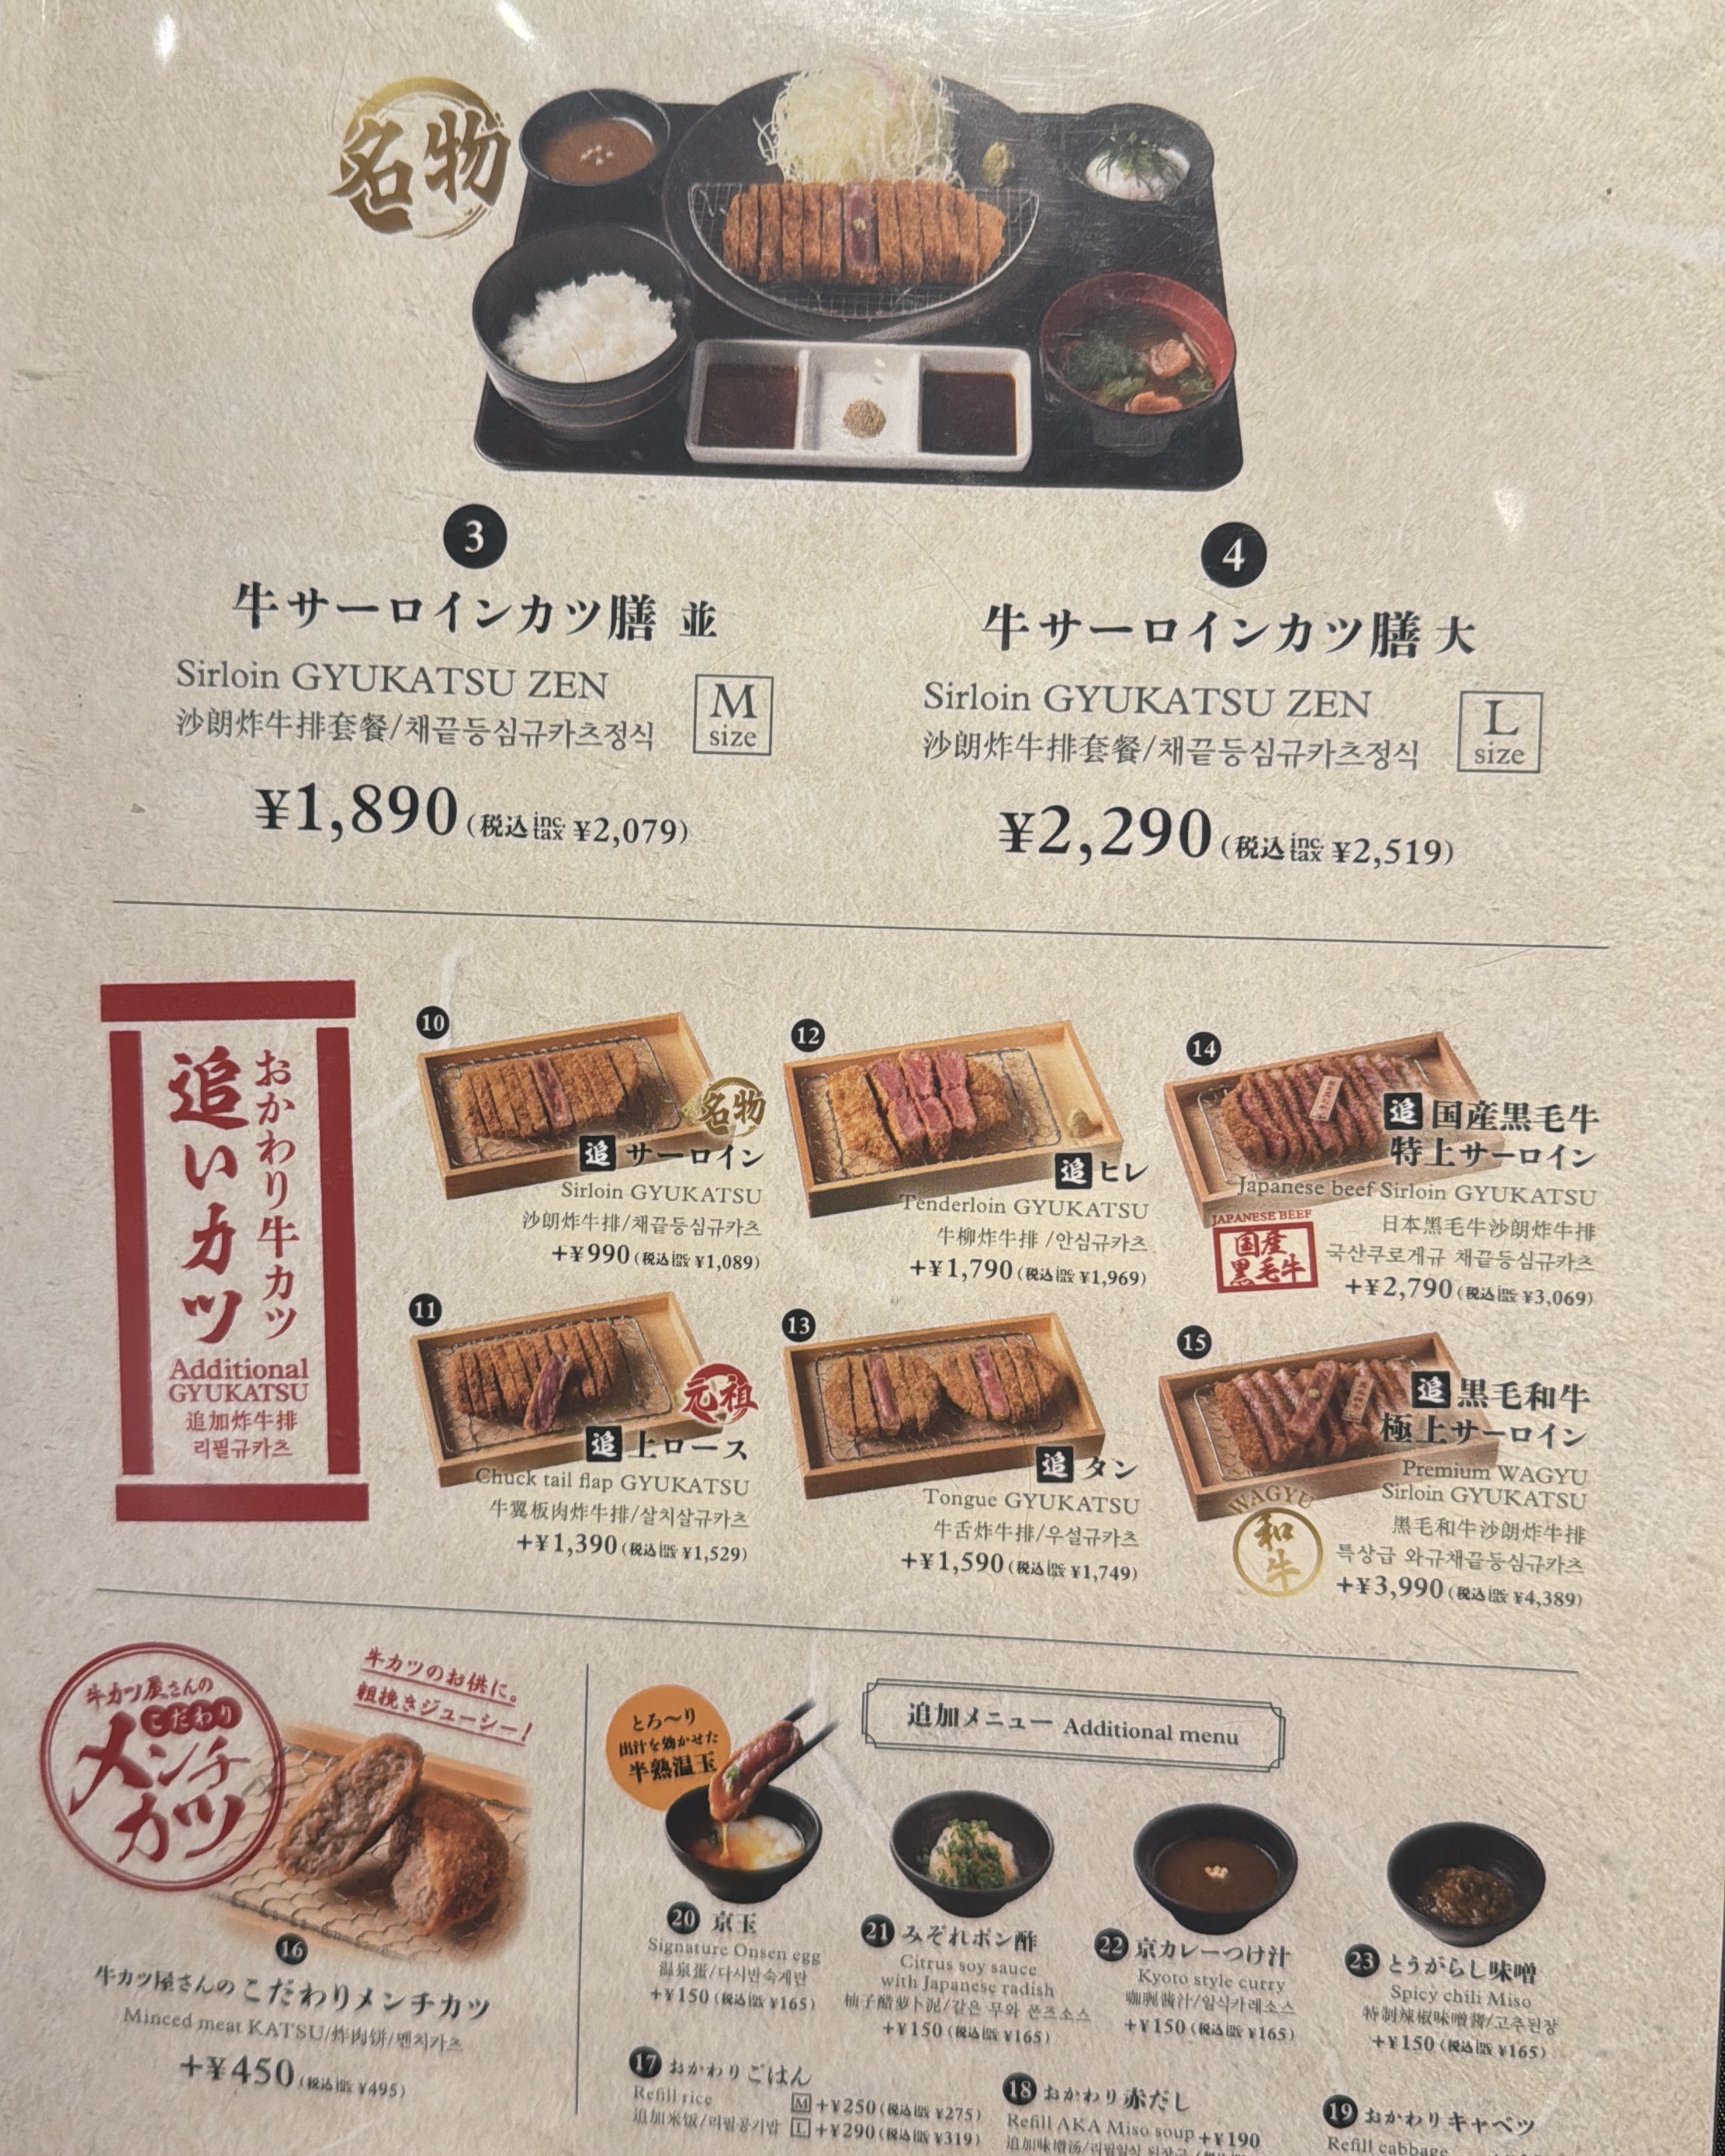 名物
3
牛サーロインカツ膳 並
Sirloin GYUKATSU ZEN
沙朗炸牛排套餐/채끝등심규카츠정식
M
size
¥1,890(税込 inc. tax ¥2,079)
4
牛サーロインカツ膳 大
Sirloin GYUKATSU ZEN
沙朗炸牛排套餐/채끝등심규카츠정식
L
size
¥2,290(税込 inc. tax ¥2,519)
おかわり牛カツ
追いカツ
Additional
GYUKATSU
追加炸牛排
리필규카츠
10
名物
追 サーロイン
Sirloin GYUKATSU
沙朗炸牛排/채끝등심규카츠
+¥990(税込 inc. tax ¥1,089)
12
追 ヒレ
Tenderloin GYUKATSU
牛柳炸牛排 /안심규카츠
+¥1,790(税込 inc. tax ¥1,969)
14
追 国産黒毛牛
特上サーロイン
Japanese beef Sirloin GYUKATSU
JAPANESE BEEF
国産
黒毛牛
日本黑毛牛沙朗炸牛排
국산쿠로게규 채끝등심규카츠
+¥2,790(税込 inc. tax ¥3,069)
11
元祖
追 上ロース
Chuck tail flap GYUKATSU
牛翼板肉炸牛排/살치살규카츠
+¥1,390(税込 inc. tax ¥1,529)
13
追 タン
Tongue GYUKATSU
牛舌炸牛排/우설규카츠
+¥1,590(税込 inc. tax ¥1,749)
15
追 黒毛和牛
極上サーロイン
Premium WAGYU
Sirloin GYUKATSU
WAGYU
和牛
黑毛和牛沙朗炸牛排
특상급 와규채끝등심규카츠
+¥3,990(税込 inc. tax ¥4,389)
牛カツ屋さんの
こだわり
メンチ
カツ
牛カツのお供に。
粗挽きジューシー!
16
牛カツ屋さんのこだわりメンチカツ
Minced meat KATSU/炸肉饼/멘치카츠
+¥450(税込 inc. tax ¥495)
追加メニュー Additional menu
とろ〜り
出汁を効かせた
半熟温玉
20 京玉
Signature Onsen egg
温泉蛋/다시반숙계란
+¥150(税込 inc. tax ¥165)
21 みぞれポン酢
Citrus soy sauce
with Japanese radish
柚子醋萝卜泥/갈은 무와 폰즈소스
+¥150(税込 inc. tax ¥165)
22 京カレーつけ汁
Kyoto style curry
咖喱酱汁/일식카레소스
+¥150(税込 inc. tax ¥165)
23 とうがらし味噌
Spicy chili Miso
特制辣椒味噌酱/고추된장
+¥150(税込 inc. tax ¥165)
17 おかわりごはん
Refill rice
追加米饭/리필공기밥
M +¥250(税込 inc. tax ¥275)
L +¥290(税込 inc. tax ¥319)
18 おかわり赤だし
Refill AKA Miso soup +¥190
追加味增汤/리필일식 된장국
19 おかわりキャベツ
Refill cabbage